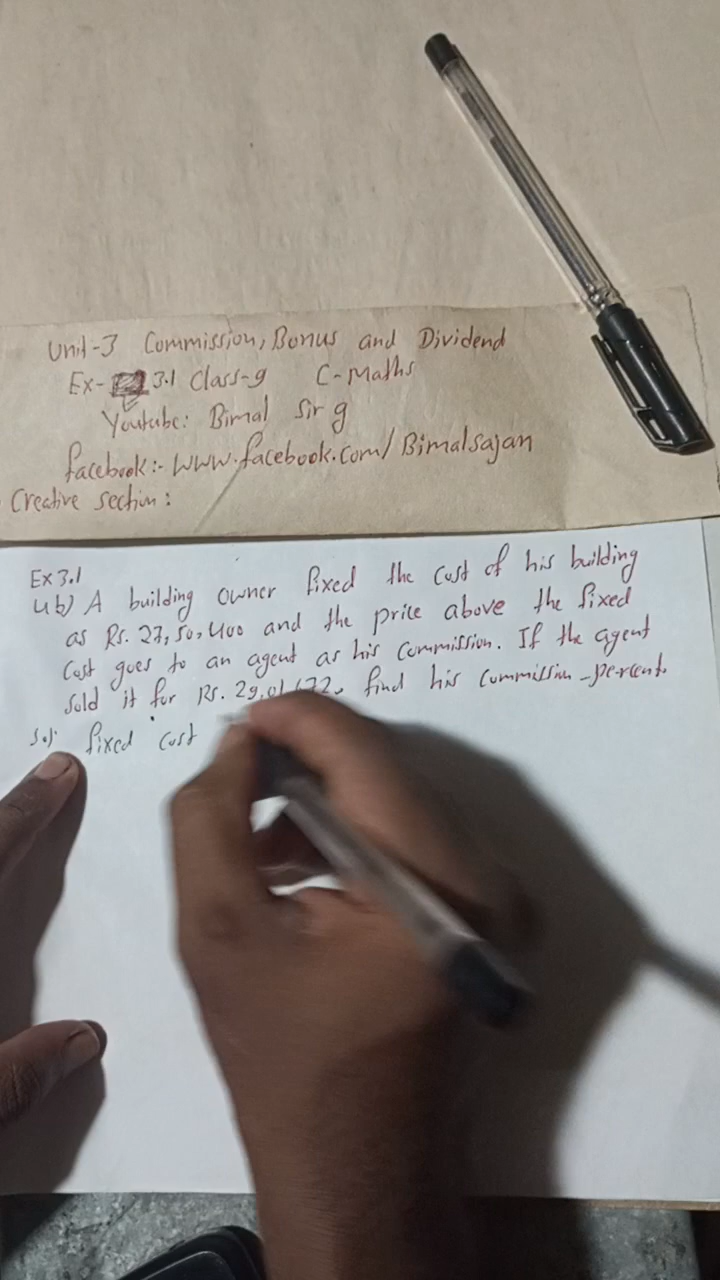 Unit-3 Commission, Bonus and Dividend
Ex- 3.1 Class-9 C-Maths
Youtube: Bimal Sir g
facebook:- www.facebook.com/Bimalsajan
Creative section:
Ex 3.1
4b) A building owner fixed the cost of his building
as Rs. 27,50,400 and the price above the fixed
cost goes to an agent as his commission. If the agent
sold it for Rs. find his commission-percent.
Sol: fixed cost